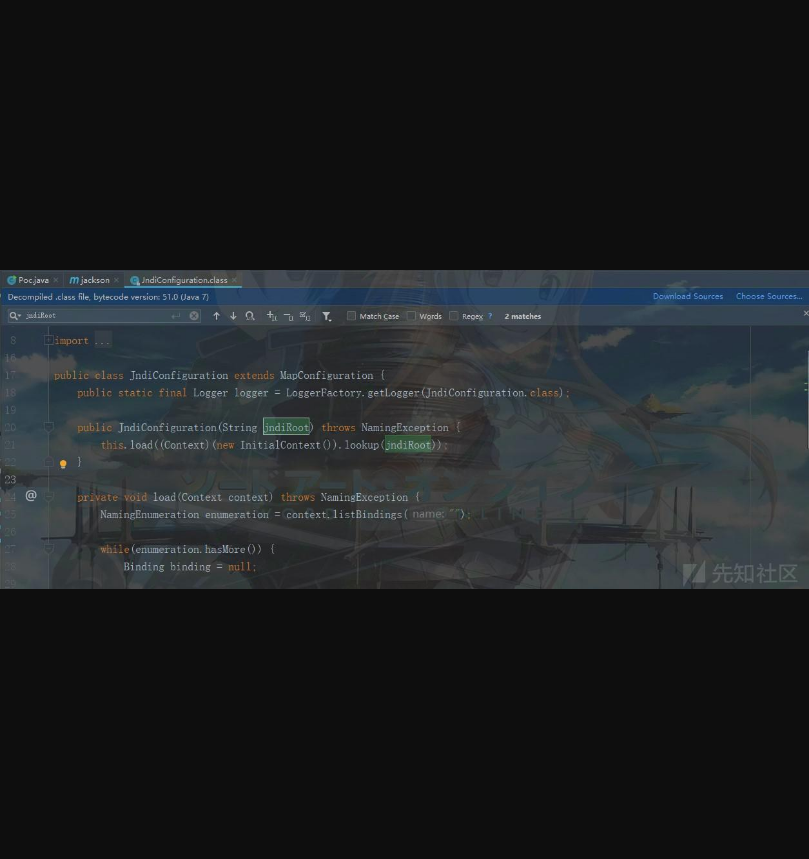 Poc.java
jackson
JndiConfiguration.class
Decompiled .class file, bytecode version: 51.0 (Java 7)
Download Sources
Choose Sources...
jndiRoot
Match Case
Words
Regex ?
2 matches
8 import ...
16
17 public class JndiConfiguration extends MapConfiguration {
18 public static final Logger logger = LoggerFactory.getLogger(JndiConfiguration.class);
19
20 public JndiConfiguration(String jndiRoot) throws NamingException {
21 this.load((Context)(new InitialContext()).lookup(jndiRoot));
}
23
24 @ private void load(Context context) throws NamingException {
25 NamingEnumeration enumeration = context.listBindings( name: "");
26
27 while(enumeration.hasMore()) {
28 Binding binding = null;
先知社区